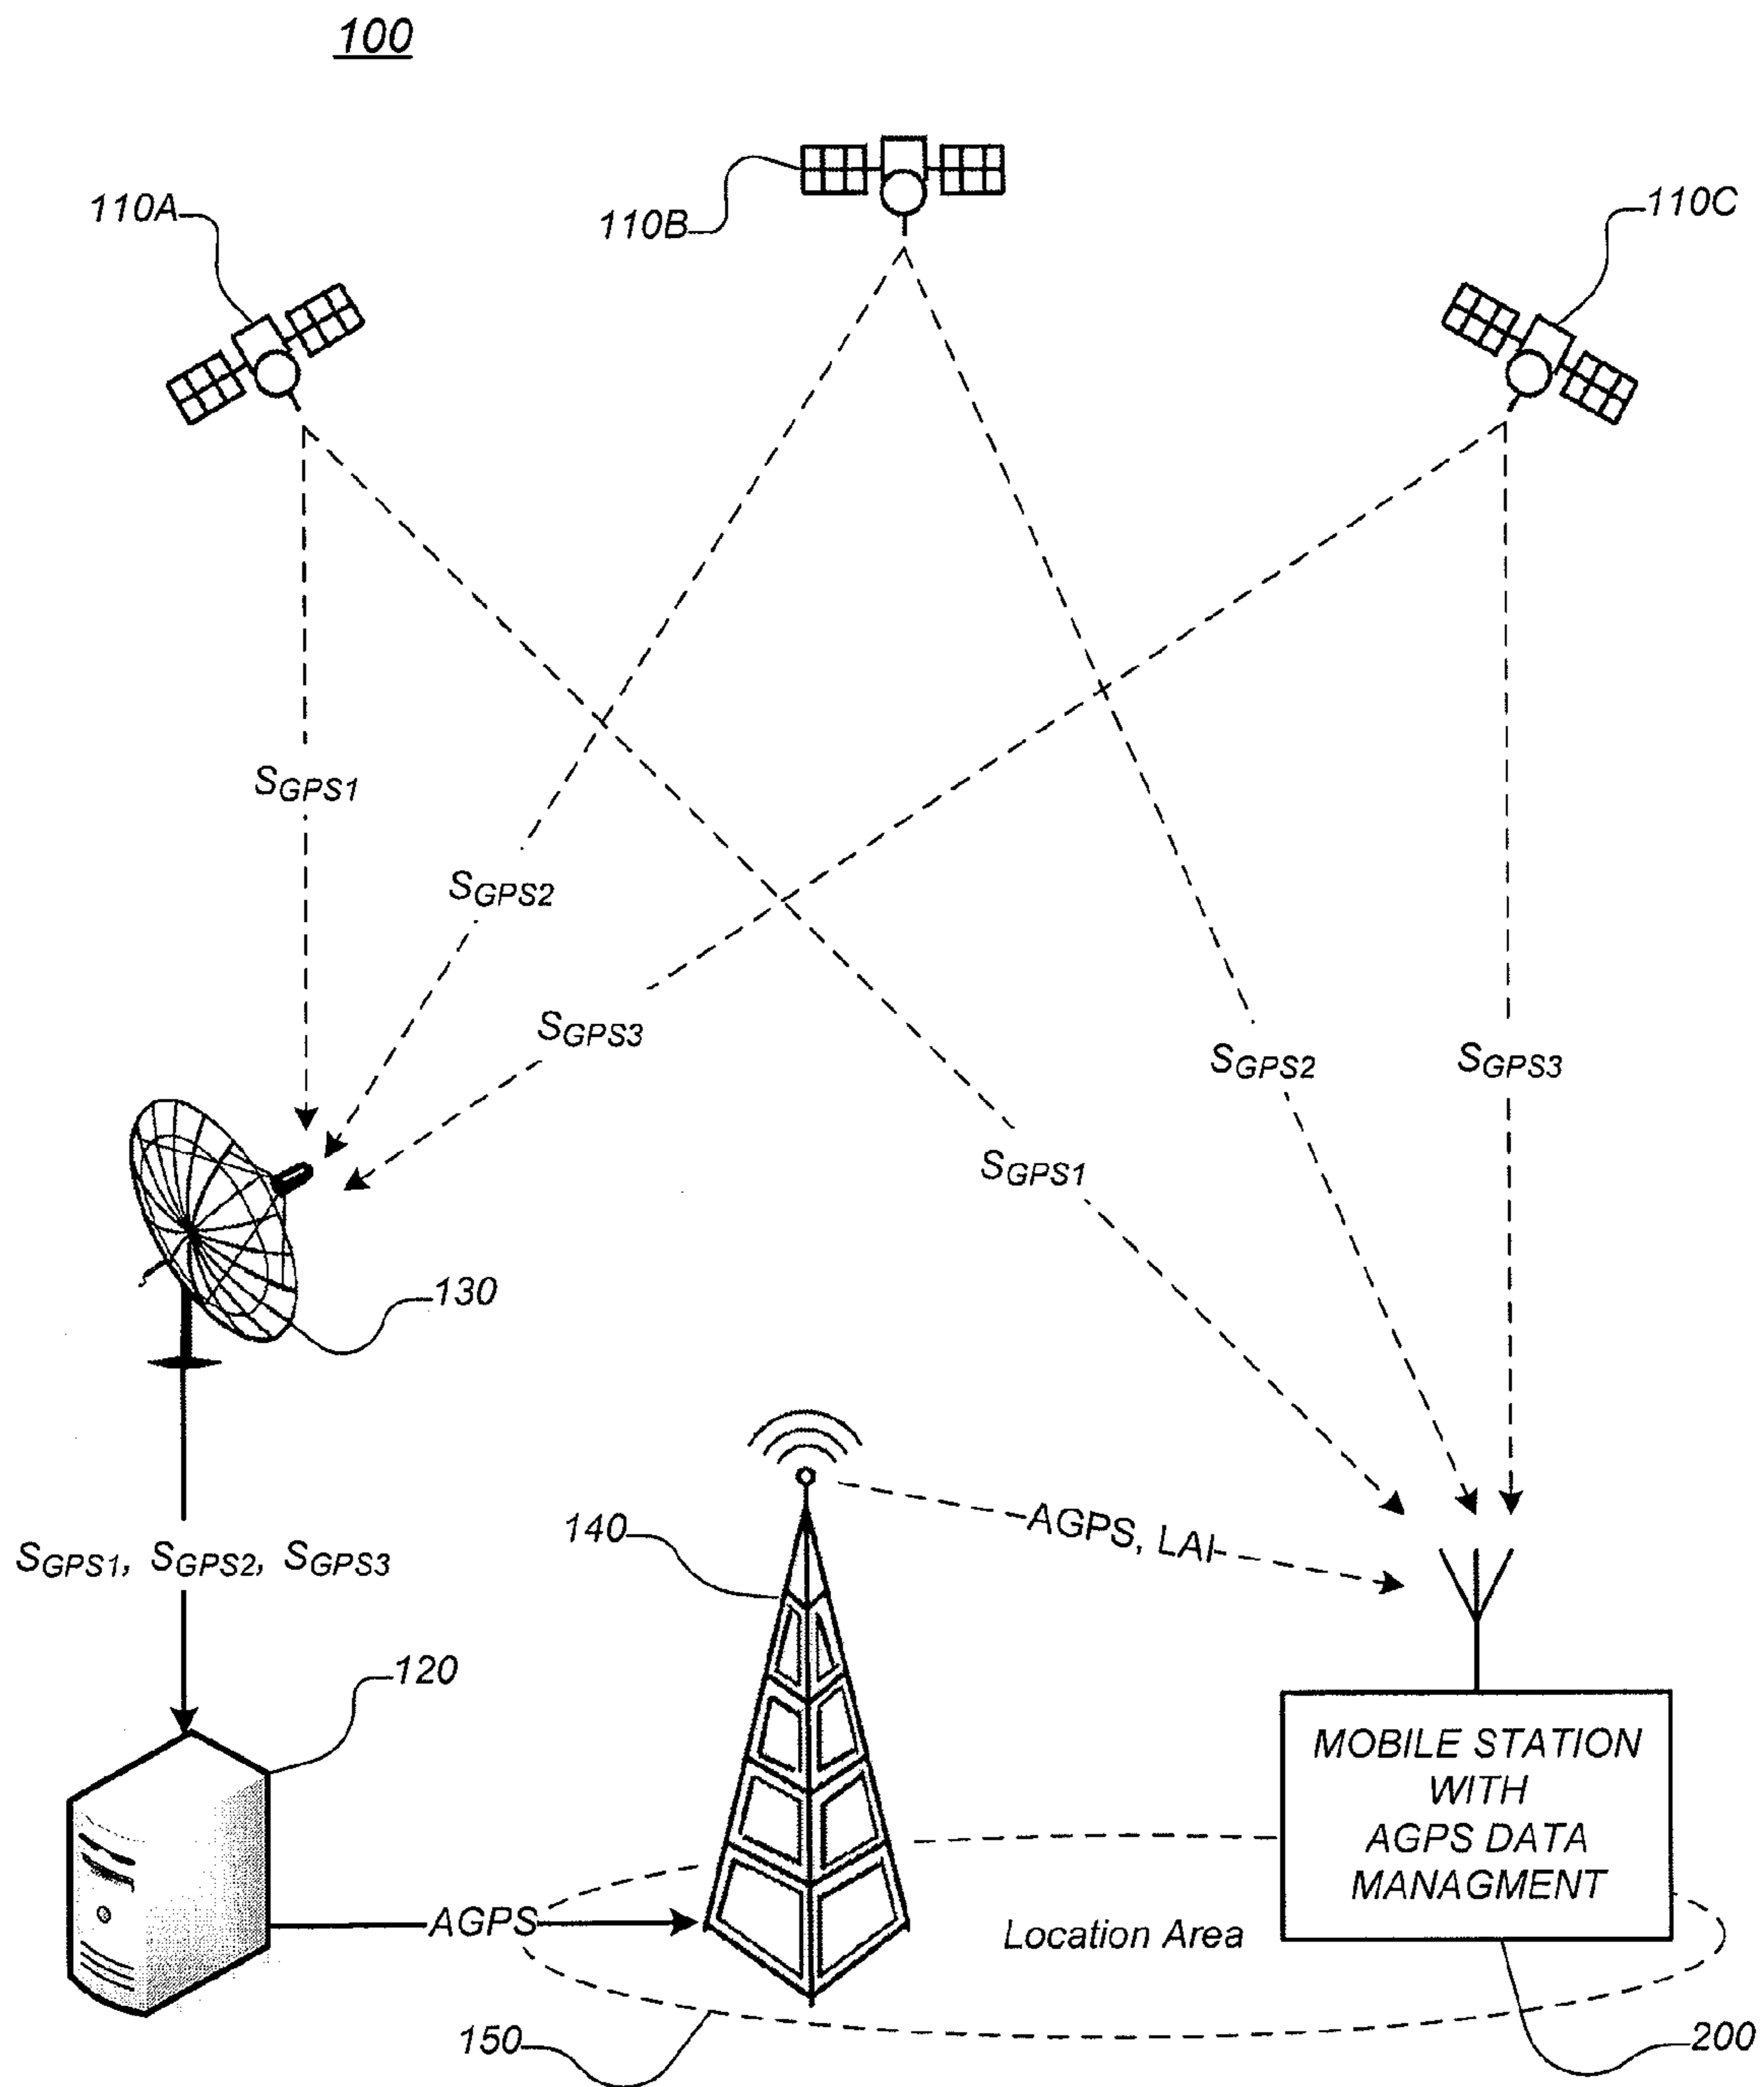 100
110A
110B
110C
SGPS1
SGPS2
SGPS3
SGPS2
SGPS3
SGPS1
130
SGPS1, SGPS2, SGPS3
140
AGPS, LAI
120
MOBILE STATION
WITH
AGPS DATA
MANAGMENT
AGPS
Location Area
150
200